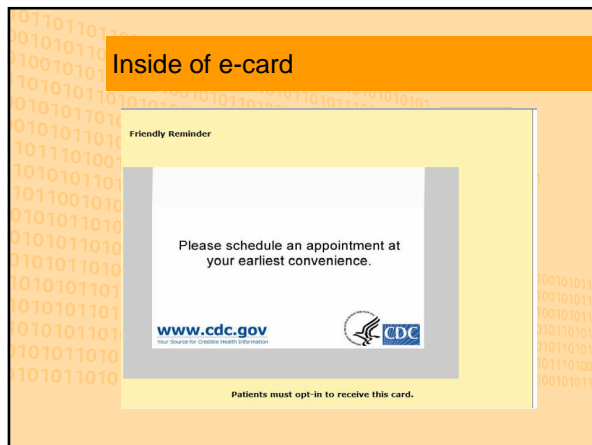 Inside of e-card
Friendly Reminder
Please schedule an appointment at
your earliest convenience.
www.cdc.gov
Your Source for Credible Health Information
CDC
Patients must opt-in to receive this card.